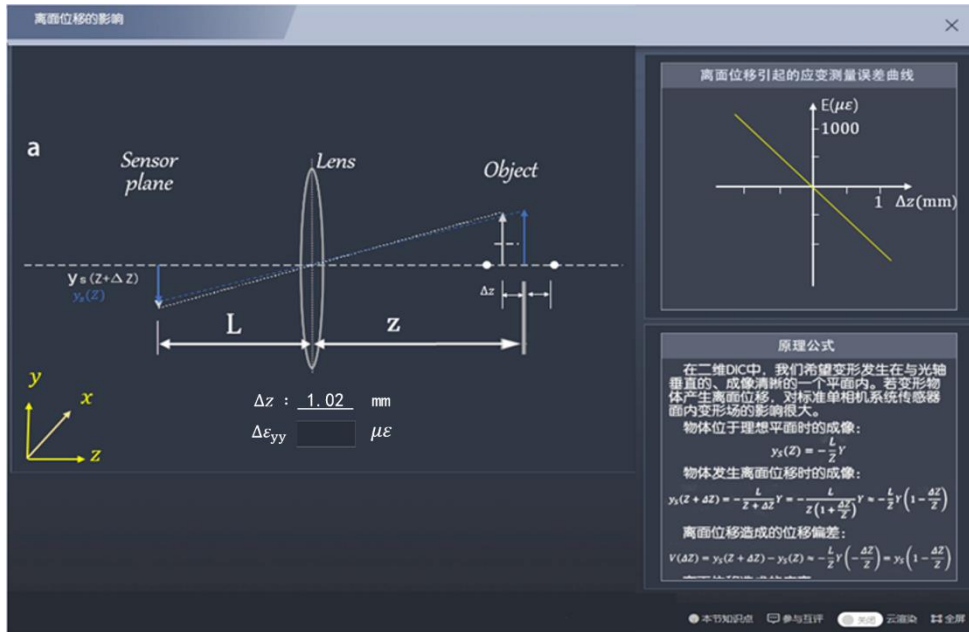 离面位移的影响
a
Sensor
plane
Lens
Object
yₛ(Z+ΔZ)
yₛ(Z)
Δz
L
z
y
x
z
Δz : 1.02 mm
Δεyy με
离面位移引起的应变测量误差曲线
E(με)
1000
1 Δz(mm)
原理公式
在二维DIC中，我们希望变形发生在与光轴
垂直的、成像清晰的一个平面内。若变形物
体产生离面位移，对标准单相机系统传感器
面内变形场的影响很大。
物体位于理想平面时的成像：
yₛ(Z) = −L/Z Y
物体发生离面位移时的成像：
yₛ(Z + ΔZ) = −L/(Z + ΔZ) Y = −L/(Z(1 + ΔZ/Z)) Y ≈ −L/Z Y(1 − ΔZ/Z)
离面位移造成的位移偏差：
V(ΔZ) = yₛ(Z + ΔZ) − yₛ(Z) ≈ −L/Z Y(−ΔZ/Z) = yₛ(1 − ΔZ/Z)
本节知识点 参与互评 关闭 云渲染 全屏